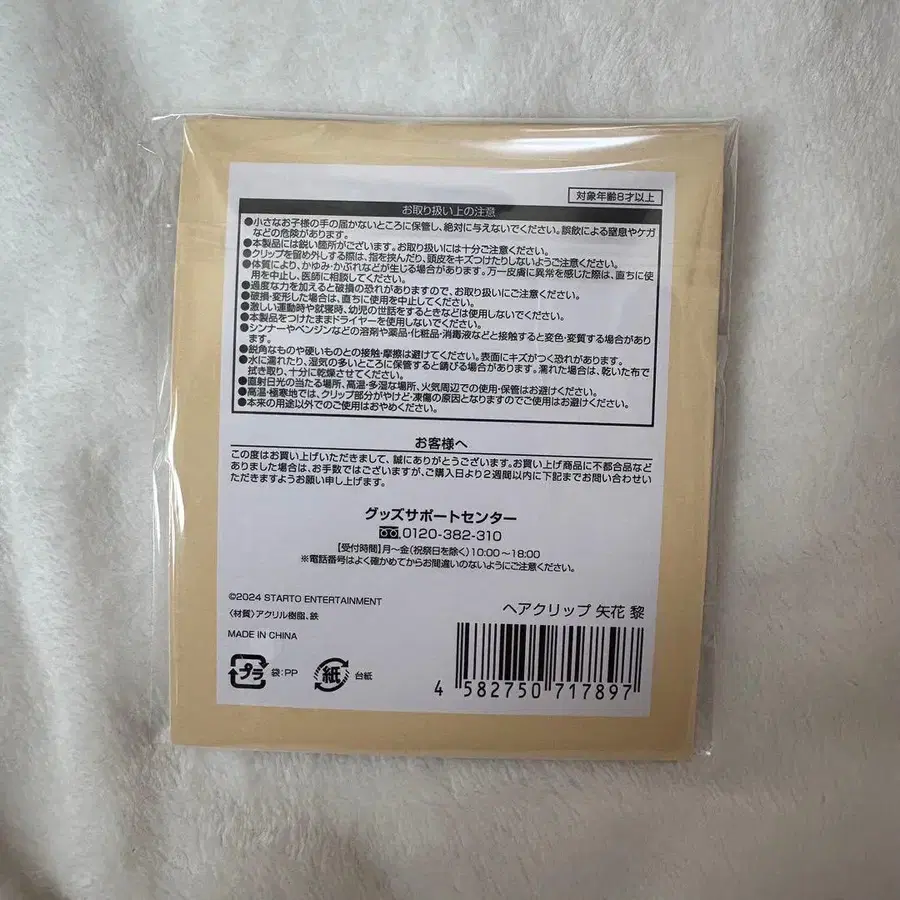 対象年齢8才以上
お取り扱い上の注意
●小さなお子様の手の届かないところに保管し、絶対に与えないでください。誤飲による窒息やケガ
などの危険があります。
●本製品には鋭い箇所がございます。お取り扱いには十分ご注意ください。
●クリップを留め外しする際は、指を挟んだり、頭皮をキズつけたりしないようご注意ください。
●体質により、かゆみ・かぶれなどが生じる場合があります。万一皮膚に異常を感じた際は、直ちに使
用を中止し、医師に相談してください。
●過度な力を加えると破損の恐れがありますので、お取り扱いにご注意ください。
●破損・変形した場合は、直ちに使用を中止してください。
●激しい運動時や就寝時、幼児の世話をするときなどは使用しないでください。
●本製品をつけたままドライヤーを使用しないでください。
●シンナーやベンジンなどの溶剤や薬品・化粧品・消毒液などと接触すると変色・変質する場合があり
ます。
●鋭角なものや硬いものとの接触・摩擦は避けてください。表面にキズがつく恐れがあります。
●水に濡れたり、湿気の多いところに保管すると錆びる場合があります。濡れた場合は、乾いた布で
拭き取り、十分に乾燥させてください。
●直射日光の当たる場所、高温・多湿な場所、火気周辺での使用・保管はお避けください。
●高温・極寒地では、クリップ部分がやけど・凍傷の原因となりますのでご使用はお避けください。
●本来の用途以外でのご使用はおやめください。
お客様へ
この度はお買い上げいただきまして、誠にありがとうございます。お買い上げ商品に不都合品など
ありました場合は、お手数ではございますが、ご購入日より2週間以内に下記までお問い合わせい
ただきますようお願い申し上げます。
グッズサポートセンター
0120-382-310
【受付時間】月〜金(祝祭日を除く)10:00〜18:00
※電話番号はよく確かめてからお間違いのないようにご注意ください。
©2024 STARTO ENTERTAINMENT
ヘアクリップ 矢花 黎
〈材質〉アクリル樹脂、鉄
MADE IN CHINA
プラ 袋:PP 紙 台紙
4 582750 717897